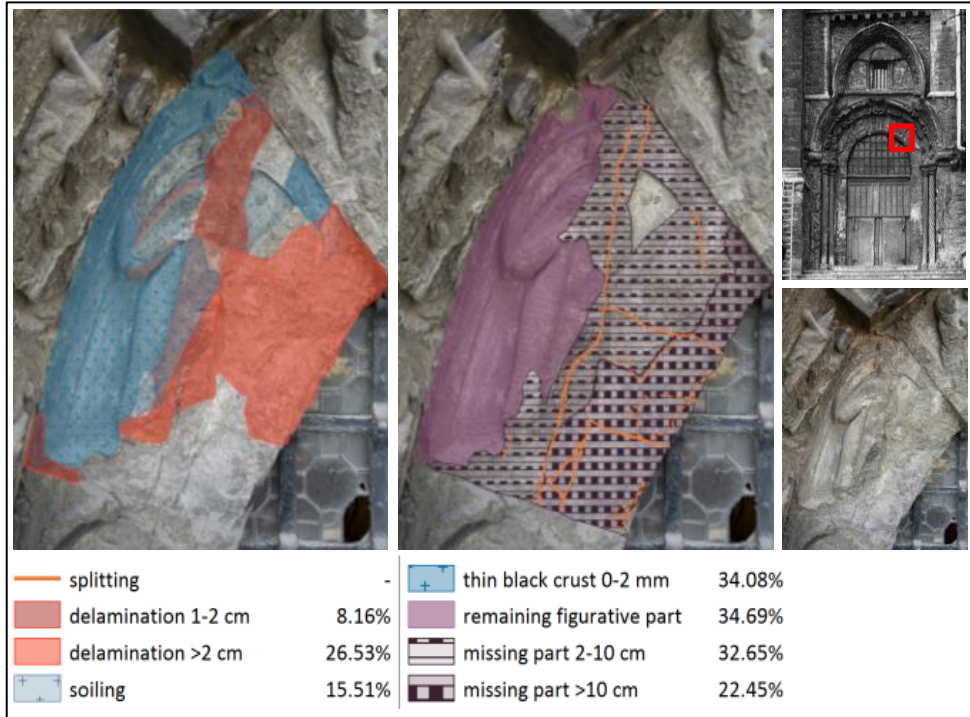 splitting -
delamination 1-2 cm 8.16%
delamination >2 cm 26.53%
soiling 15.51%
thin black crust 0-2 mm 34.08%
remaining figurative part 34.69%
missing part 2-10 cm 32.65%
missing part >10 cm 22.45%